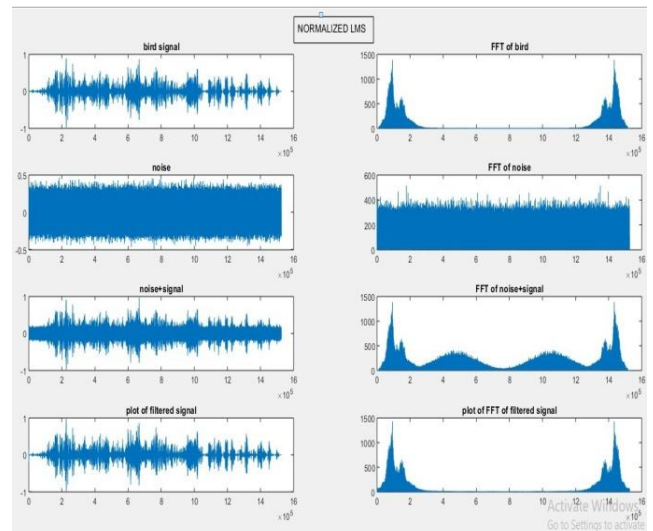 NORMALIZED LMS
bird signal
1
0
-1
0 2 4 6 8 10 12 14 16
×10^5
FFT of bird
1500
1000
500
0
0 2 4 6 8 10 12 14 16
×10^5
noise
0.5
0
-0.5
0 2 4 6 8 10 12 14 16
×10^5
FFT of noise
600
400
200
0
0 2 4 6 8 10 12 14 16
×10^5
noise+signal
1
0
-1
0 2 4 6 8 10 12 14 16
×10^5
FFT of noise+signal
1500
1000
500
0
0 2 4 6 8 10 12 14 16
×10^5
plot of filtered signal
1
0
-1
0 2 4 6 8 10 12 14 16
×10^5
plot of FFT of filtered signal
1500
1000
500
0
0 2 4 6 8 10 12 14 16
×10^5
Activate Windows
Go to Settings to activate